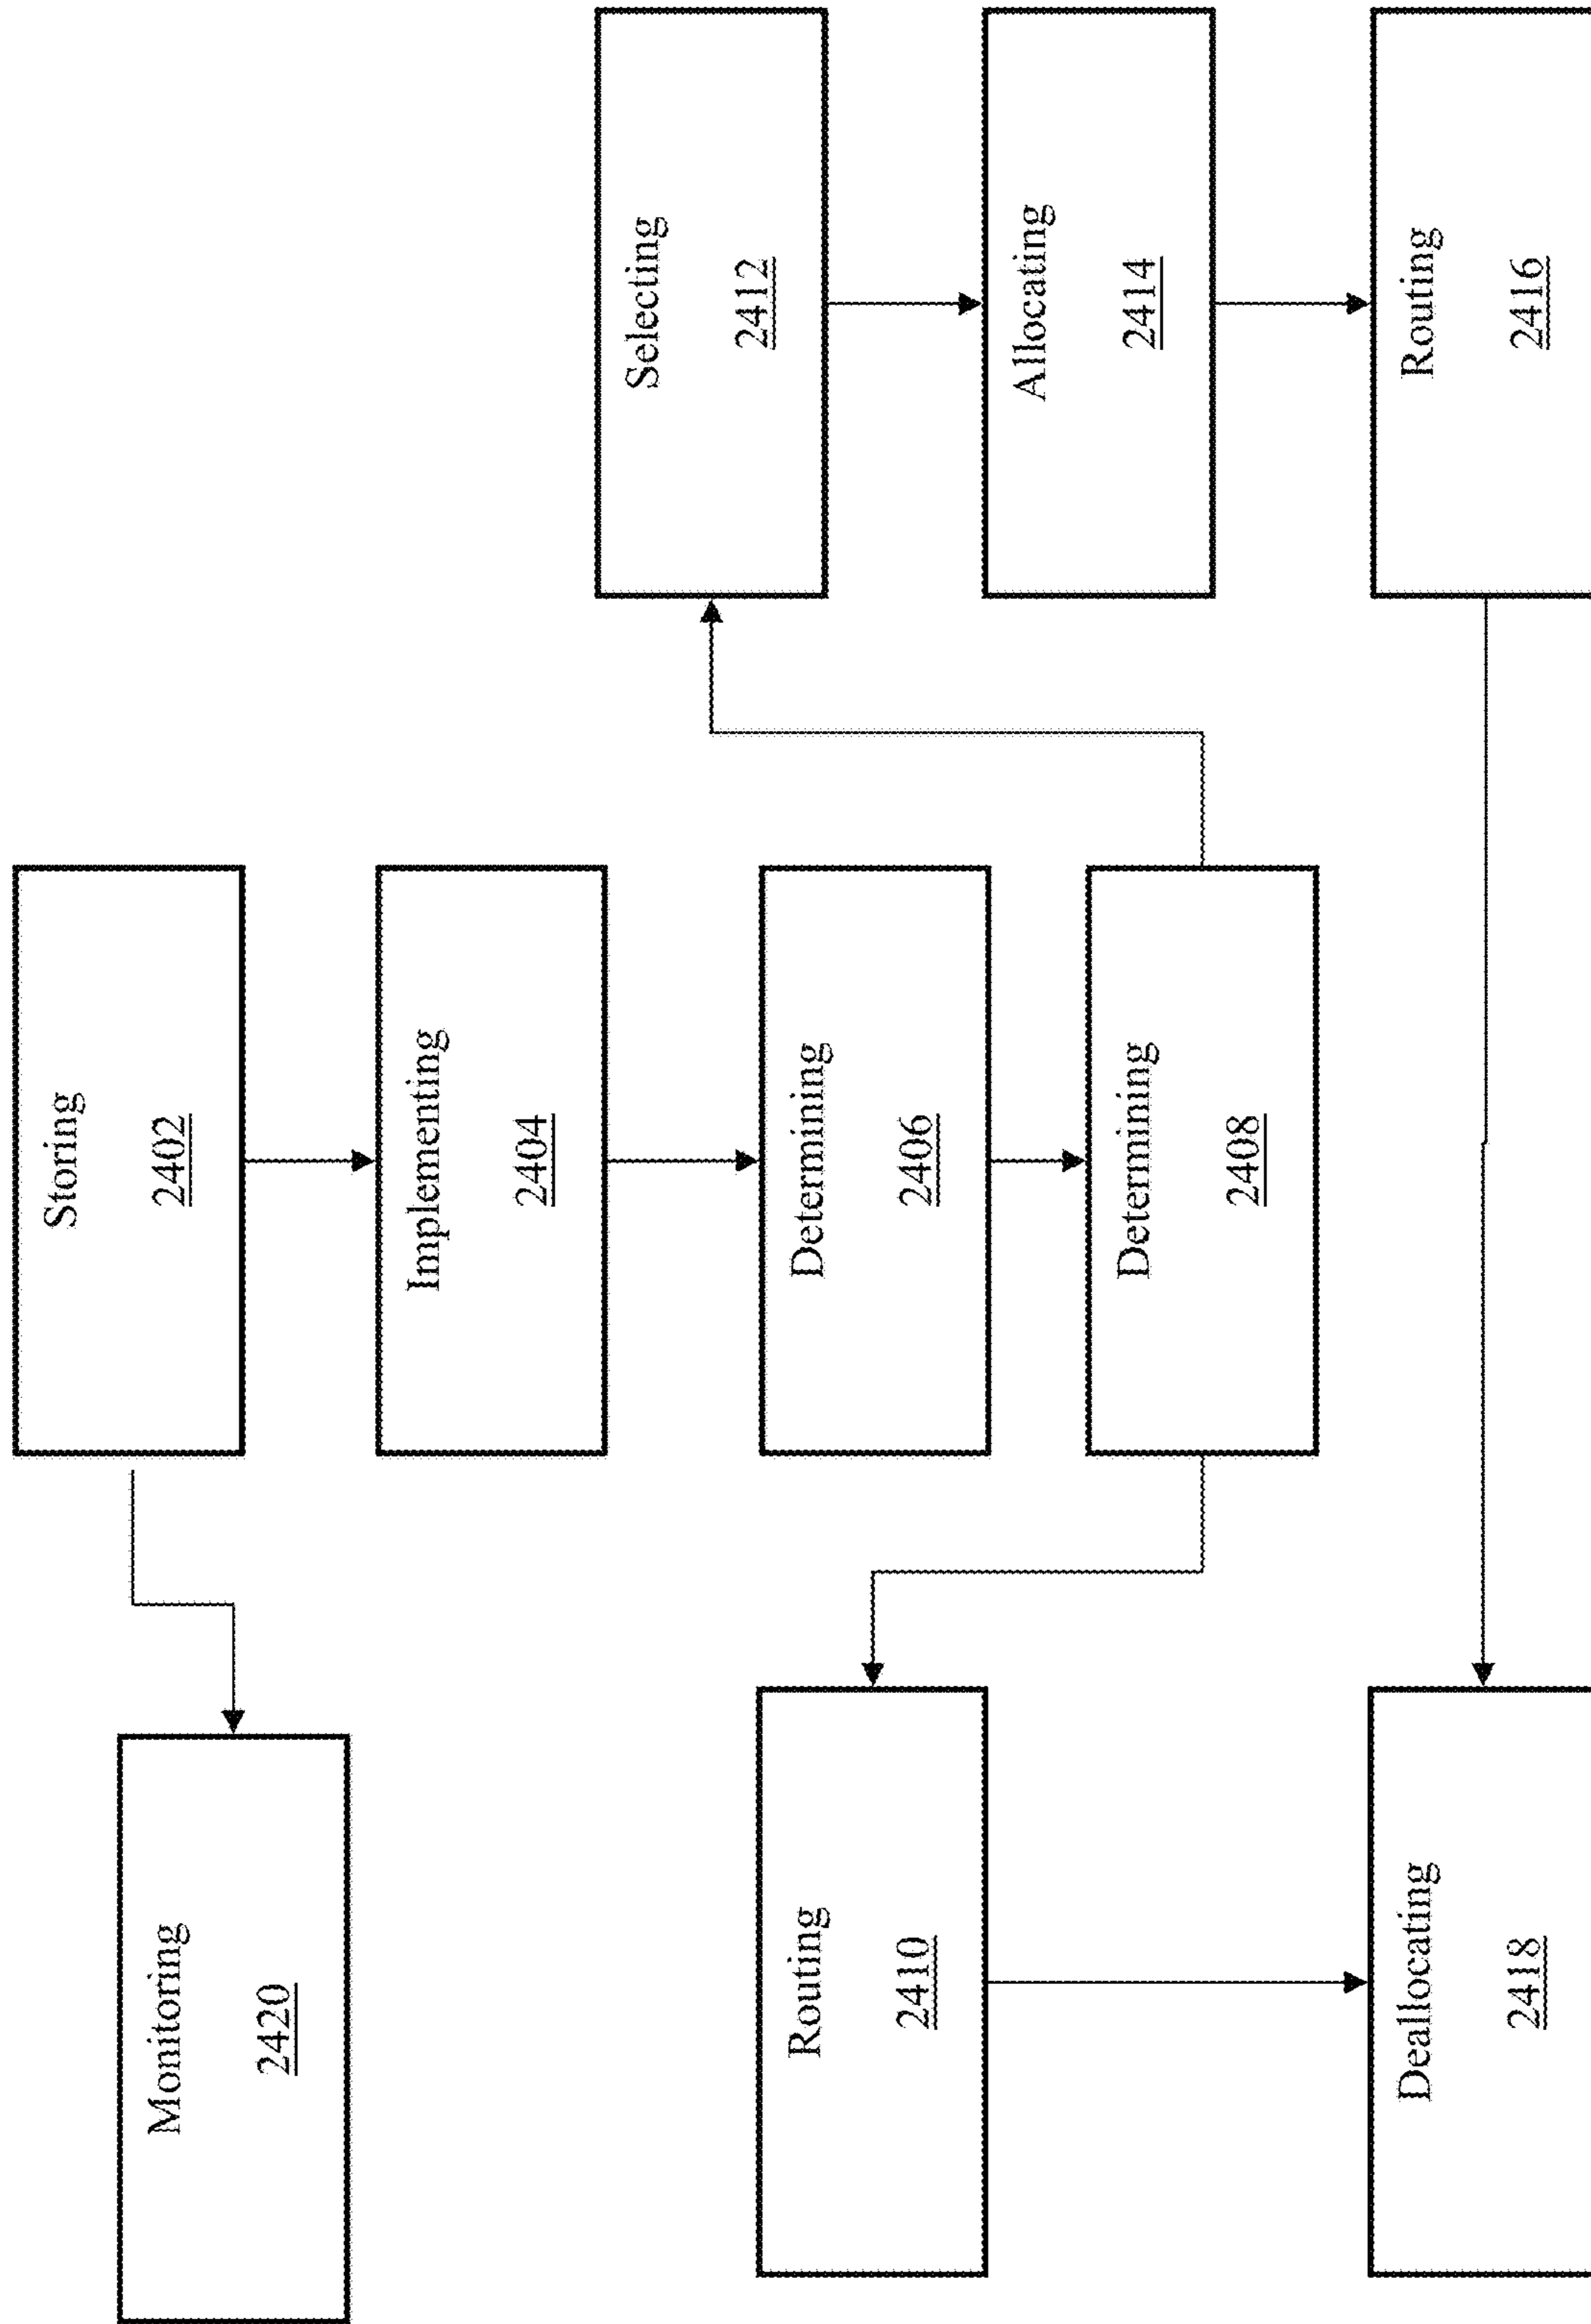 Storing
2402
Implementing
2404
Determining
2406
Determining
2408
Routing
2410
Selecting
2412
Allocating
2414
Routing
2416
Deallocating
2418
Monitoring
2420